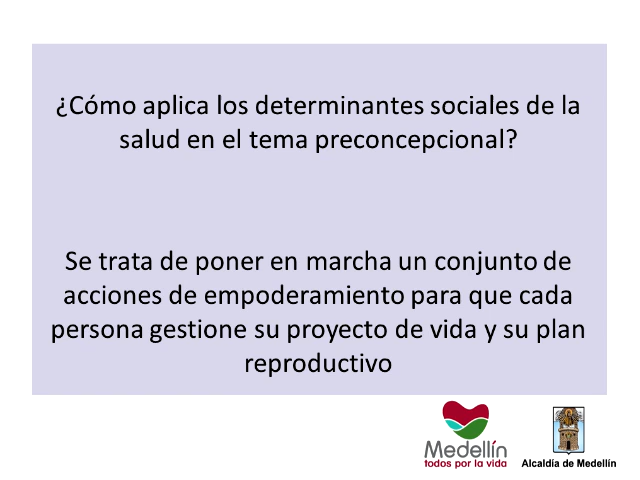 ¿Cómo aplica los determinantes sociales de la
salud en el tema preconcepcional?
Se trata de poner en marcha un conjunto de
acciones de empoderamiento para que cada
persona gestione su proyecto de vida y su plan
reproductivo
Medellín
todos por la vida
Alcaldía de Medellín